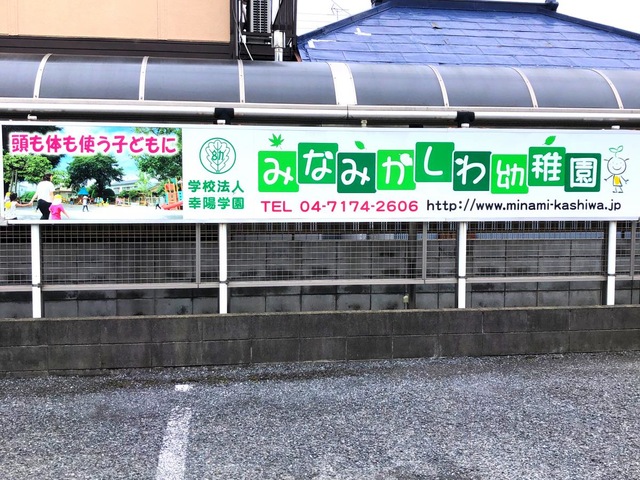 頭も体も使う子どもに
幼
学校法人
幸陽学園
みなみかしわ幼稚園
TEL 04-7174-2606 http://www.minami-kashiwa.jp